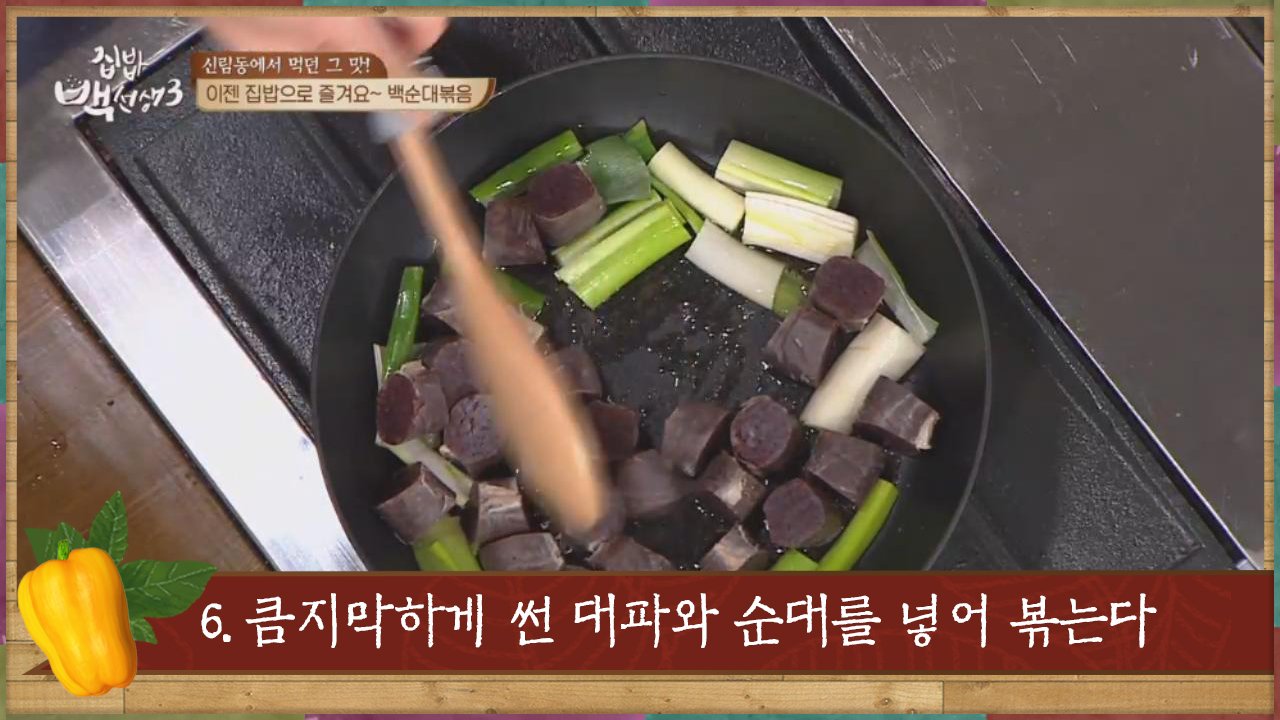 집밥
백선생3
신림동에서 먹던 그 맛!
이젠 집밥으로 즐겨요~ 백순대볶음
6. 큼지막하게 썬 대파와 순대를 넣어 볶는다